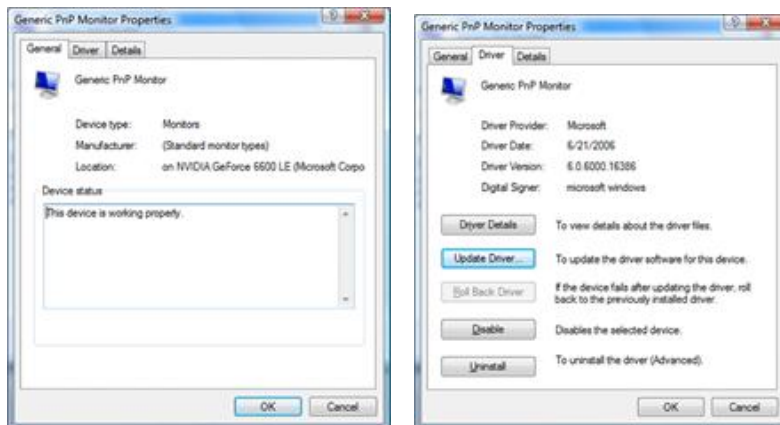 Generic PnP Monitor Properties
General Driver Details
Generic PnP Monitor
Device type: Monitors
Manufacturer: (Standard monitor types)
Location: on NVIDIA GeForce 6600 LE (Microsoft Corpo
Device status
This device is working properly.
OK Cancel
Generic PnP Monitor Properties
General Driver Details
Generic PnP Monitor
Driver Provider: Microsoft
Driver Date: 6/21/2006
Driver Version: 6.0.6000.16386
Digital Signer: microsoft windows
Driver Details To view details about the driver files.
Update Driver... To update the driver software for this device.
Roll Back Driver If the device fails after updating the driver, roll
back to the previously installed driver.
Disable Disables the selected device.
Uninstall To uninstall the driver (Advanced).
OK Cancel